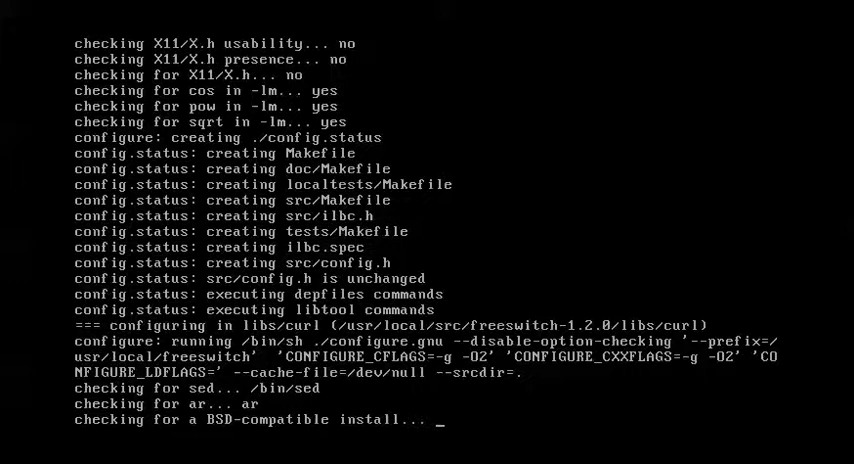 checking X11/X.h usability... no
checking X11/X.h presence... no
checking for X11/X.h... no
checking for cos in -lm... yes
checking for pow in -lm... yes
checking for sqrt in -lm... yes
configure: creating ./config.status
config.status: creating Makefile
config.status: creating doc/Makefile
config.status: creating localtests/Makefile
config.status: creating src/Makefile
config.status: creating src/ilbc.h
config.status: creating tests/Makefile
config.status: creating ilbc.spec
config.status: creating src/config.h
config.status: src/config.h is unchanged
config.status: executing depfiles commands
config.status: executing libtool commands
=== configuring in libs/curl (/usr/local/src/freeswitch-1.2.0/libs/curl)
configure: running /bin/sh ./configure.gnu --disable-option-checking '--prefix=/
usr/local/freeswitch'  'CONFIGURE_CFLAGS=-g -O2' 'CONFIGURE_CXXFLAGS=-g -O2' 'CO
NFIGURE_LDFLAGS=' --cache-file=/dev/null --srcdir=.
checking for sed... /bin/sed
checking for ar... ar
checking for a BSD-compatible install... _